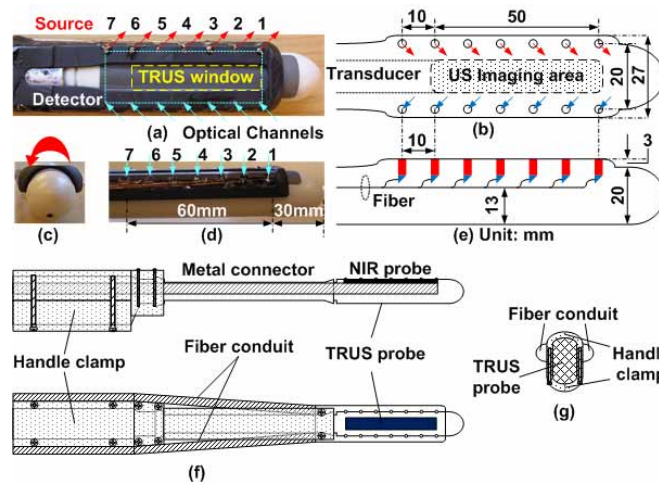 Source
7 6 5 4 3 2 1
TRUS window
Detector
(a) Optical Channels
10 50
Transducer
US Imaging area
20
27
(b)
(c)
7 6 5 4 3 2 1
60mm
30mm
(d)
10
3
Fiber
13
20
(e) Unit: mm
Metal connector
NIR probe
Handle clamp
Fiber conduit
TRUS probe
(f)
Fiber conduit
TRUS probe
Handle clamp
(g)